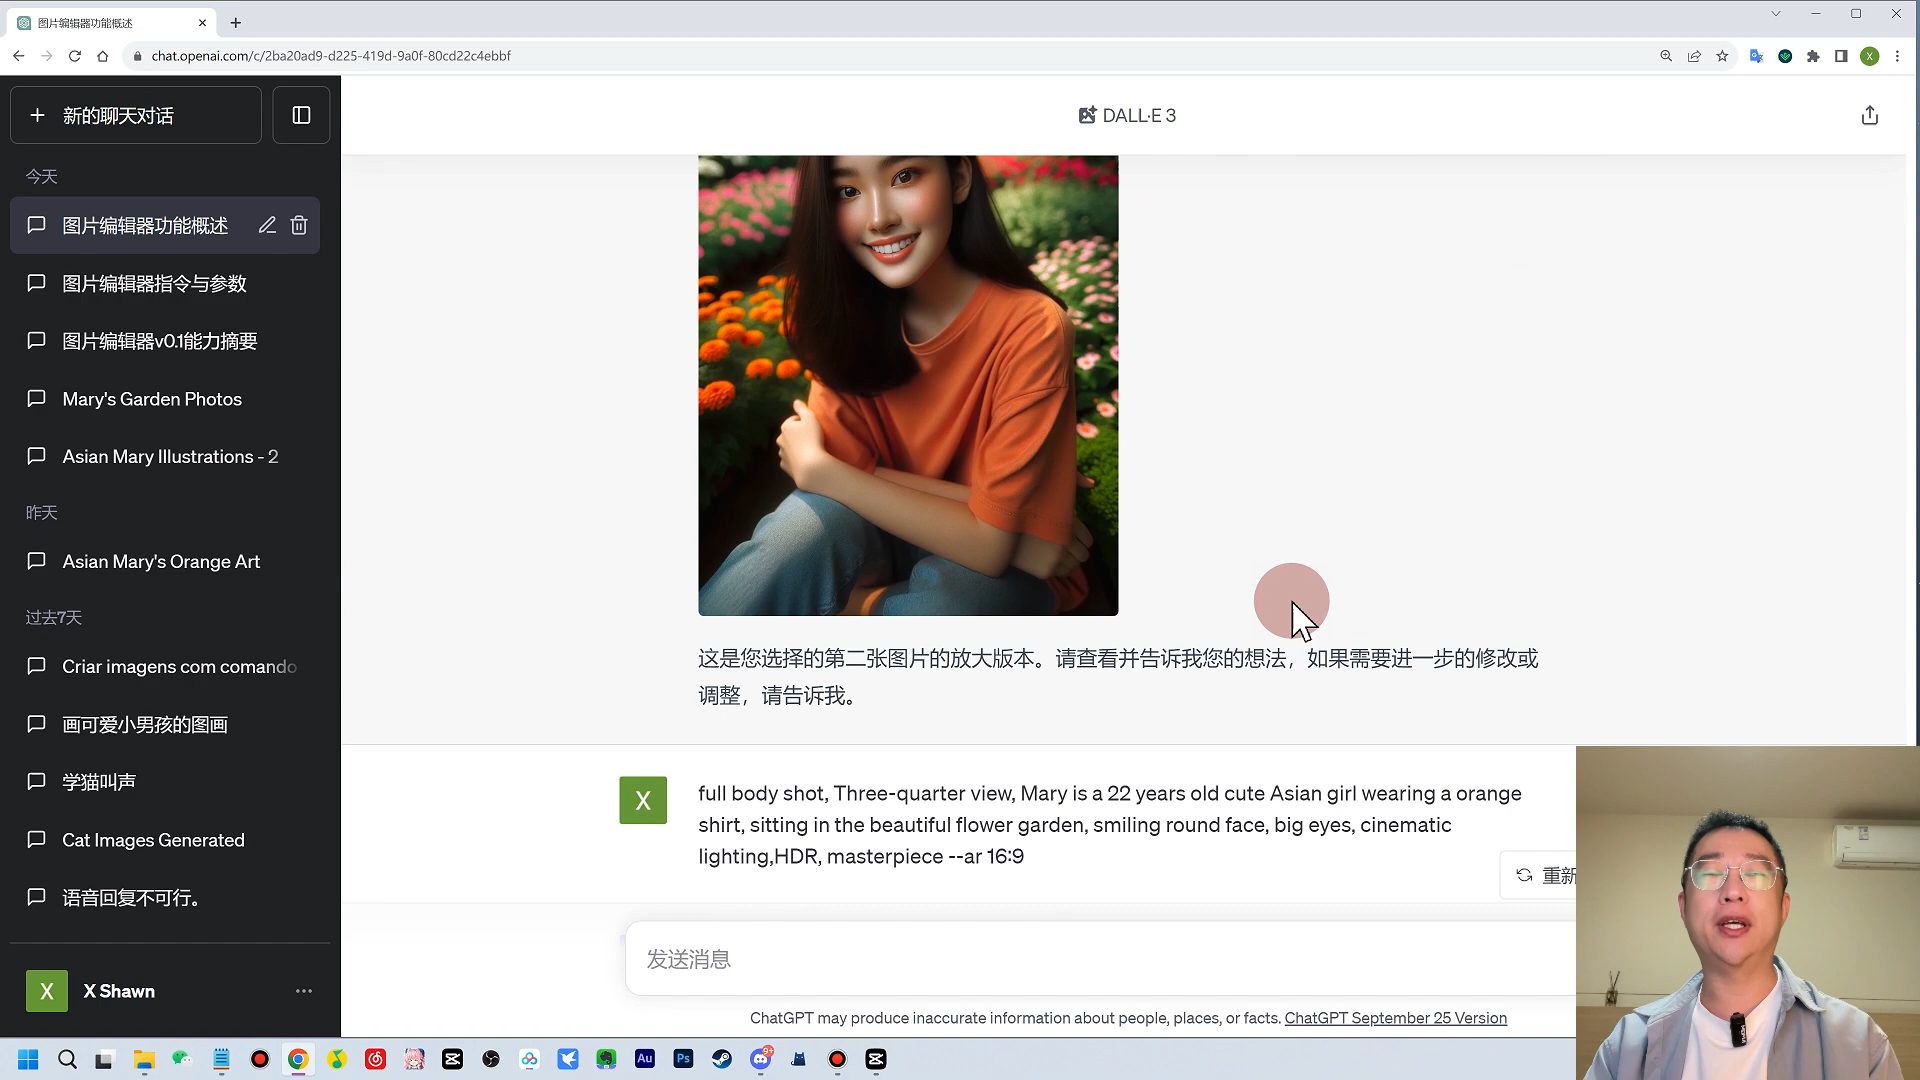 图片编辑器功能概述
chat.openai.com/c/2ba20ad9-d225-419d-9a0f-80cd22c4ebbf
X
新的聊天对话
DALL·E 3
今天
图片编辑器功能概述
图片编辑器指令与参数
图片编辑器v0.1能力摘要
Mary's Garden Photos
Asian Mary Illustrations - 2
昨天
Asian Mary's Orange Art
过去7天
Criar imagens com comando
画可爱小男孩的图画
学猫叫声
Cat Images Generated
语音回复不可行。
X
X Shawn
这是您选择的第二张图片的放大版本。请查看并告诉我您的想法，如果需要进一步的修改或
调整，请告诉我。
X
full body shot, Three-quarter view, Mary is a 22 years old cute Asian girl wearing a orange
shirt, sitting in the beautiful flower garden, smiling round face, big eyes, cinematic
lighting,HDR, masterpiece --ar 16:9
重新
发送消息
ChatGPT may produce inaccurate information about people, places, or facts. ChatGPT September 25 Version
Au
Ps
9+